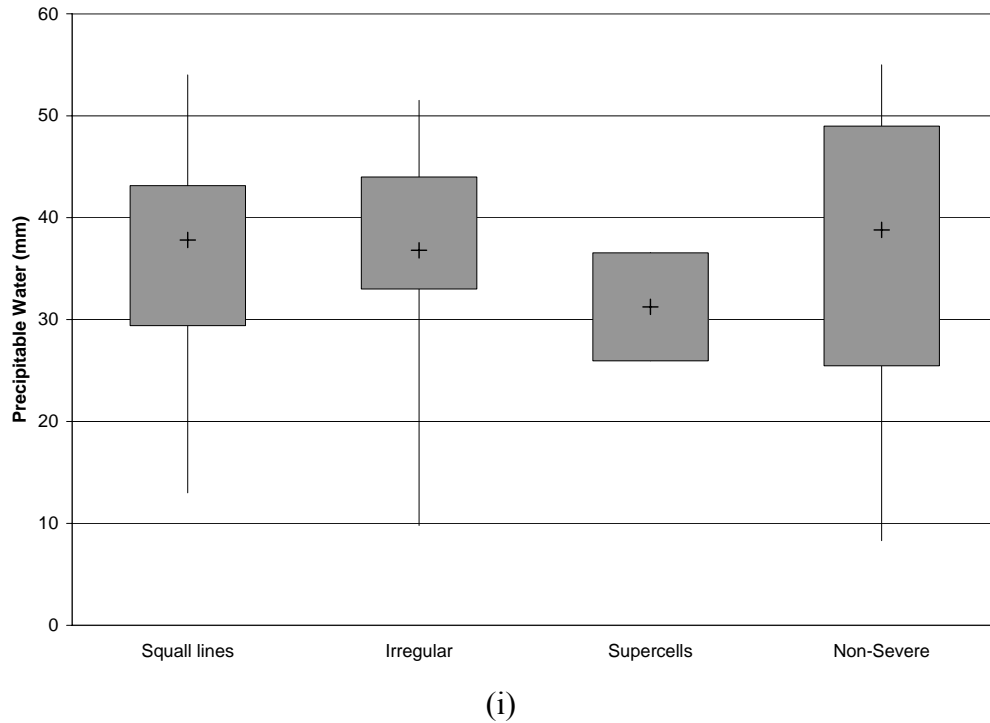 60
50
40
30
20
10
0
Precipitable Water (mm)
Squall lines Irregular Supercells Non-Severe
(i)